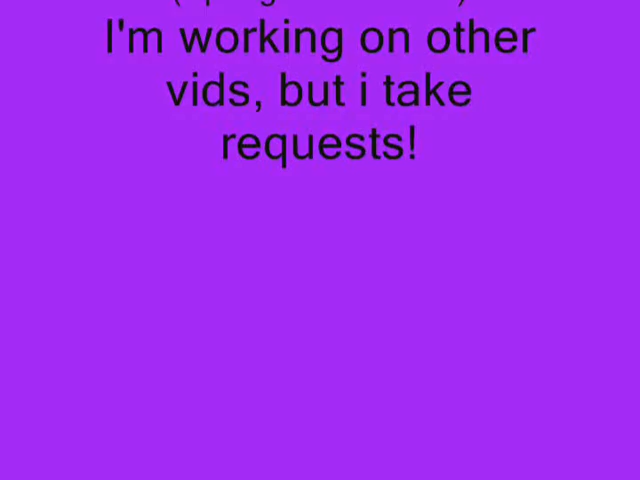 I'm working on other
vids, but i take
requests!